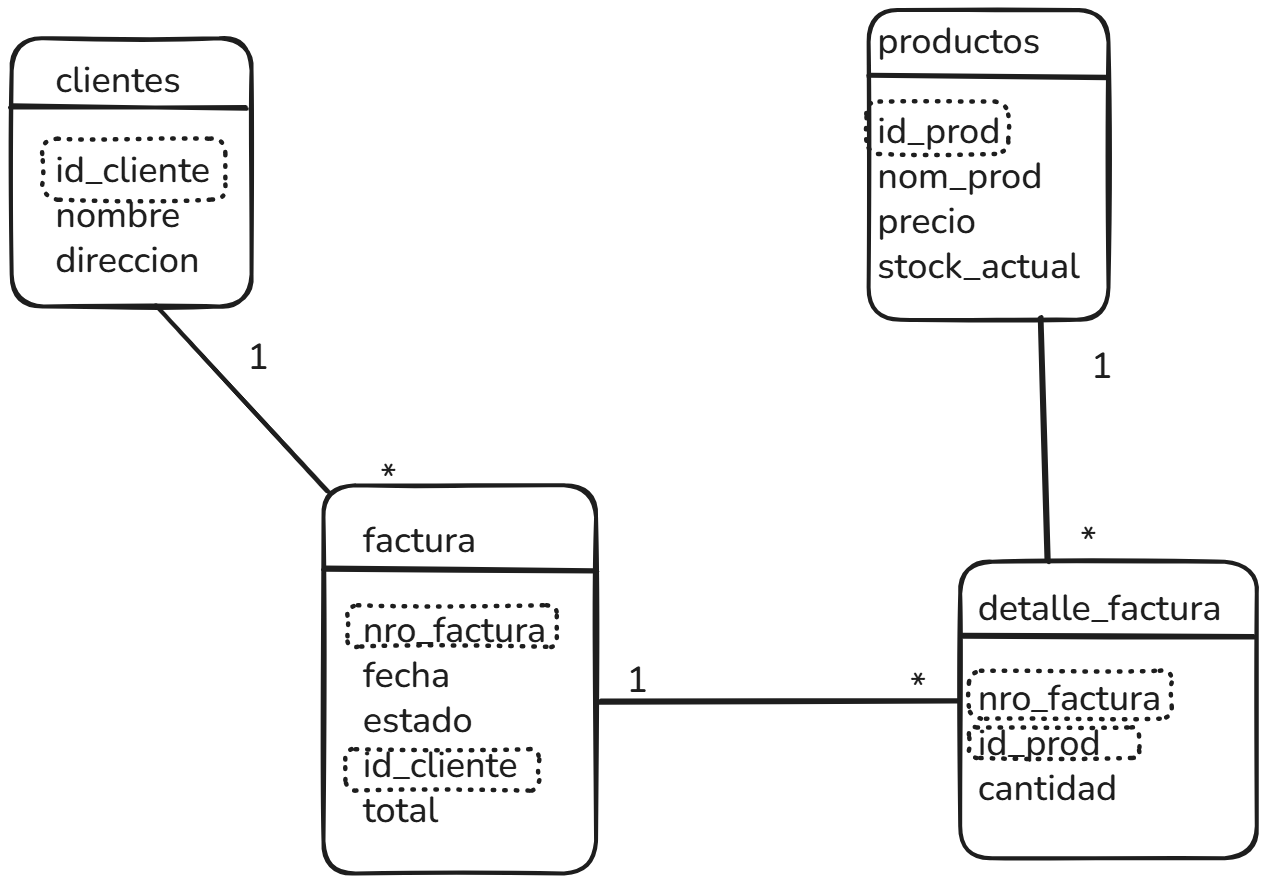 clientes
id_cliente
nombre
direccion
productos
id_prod
nom_prod
precio
stock_actual
1
*
1
*
factura
nro_factura
fecha
estado
id_cliente
total
1
*
detalle_factura
nro_factura
id_prod
cantidad